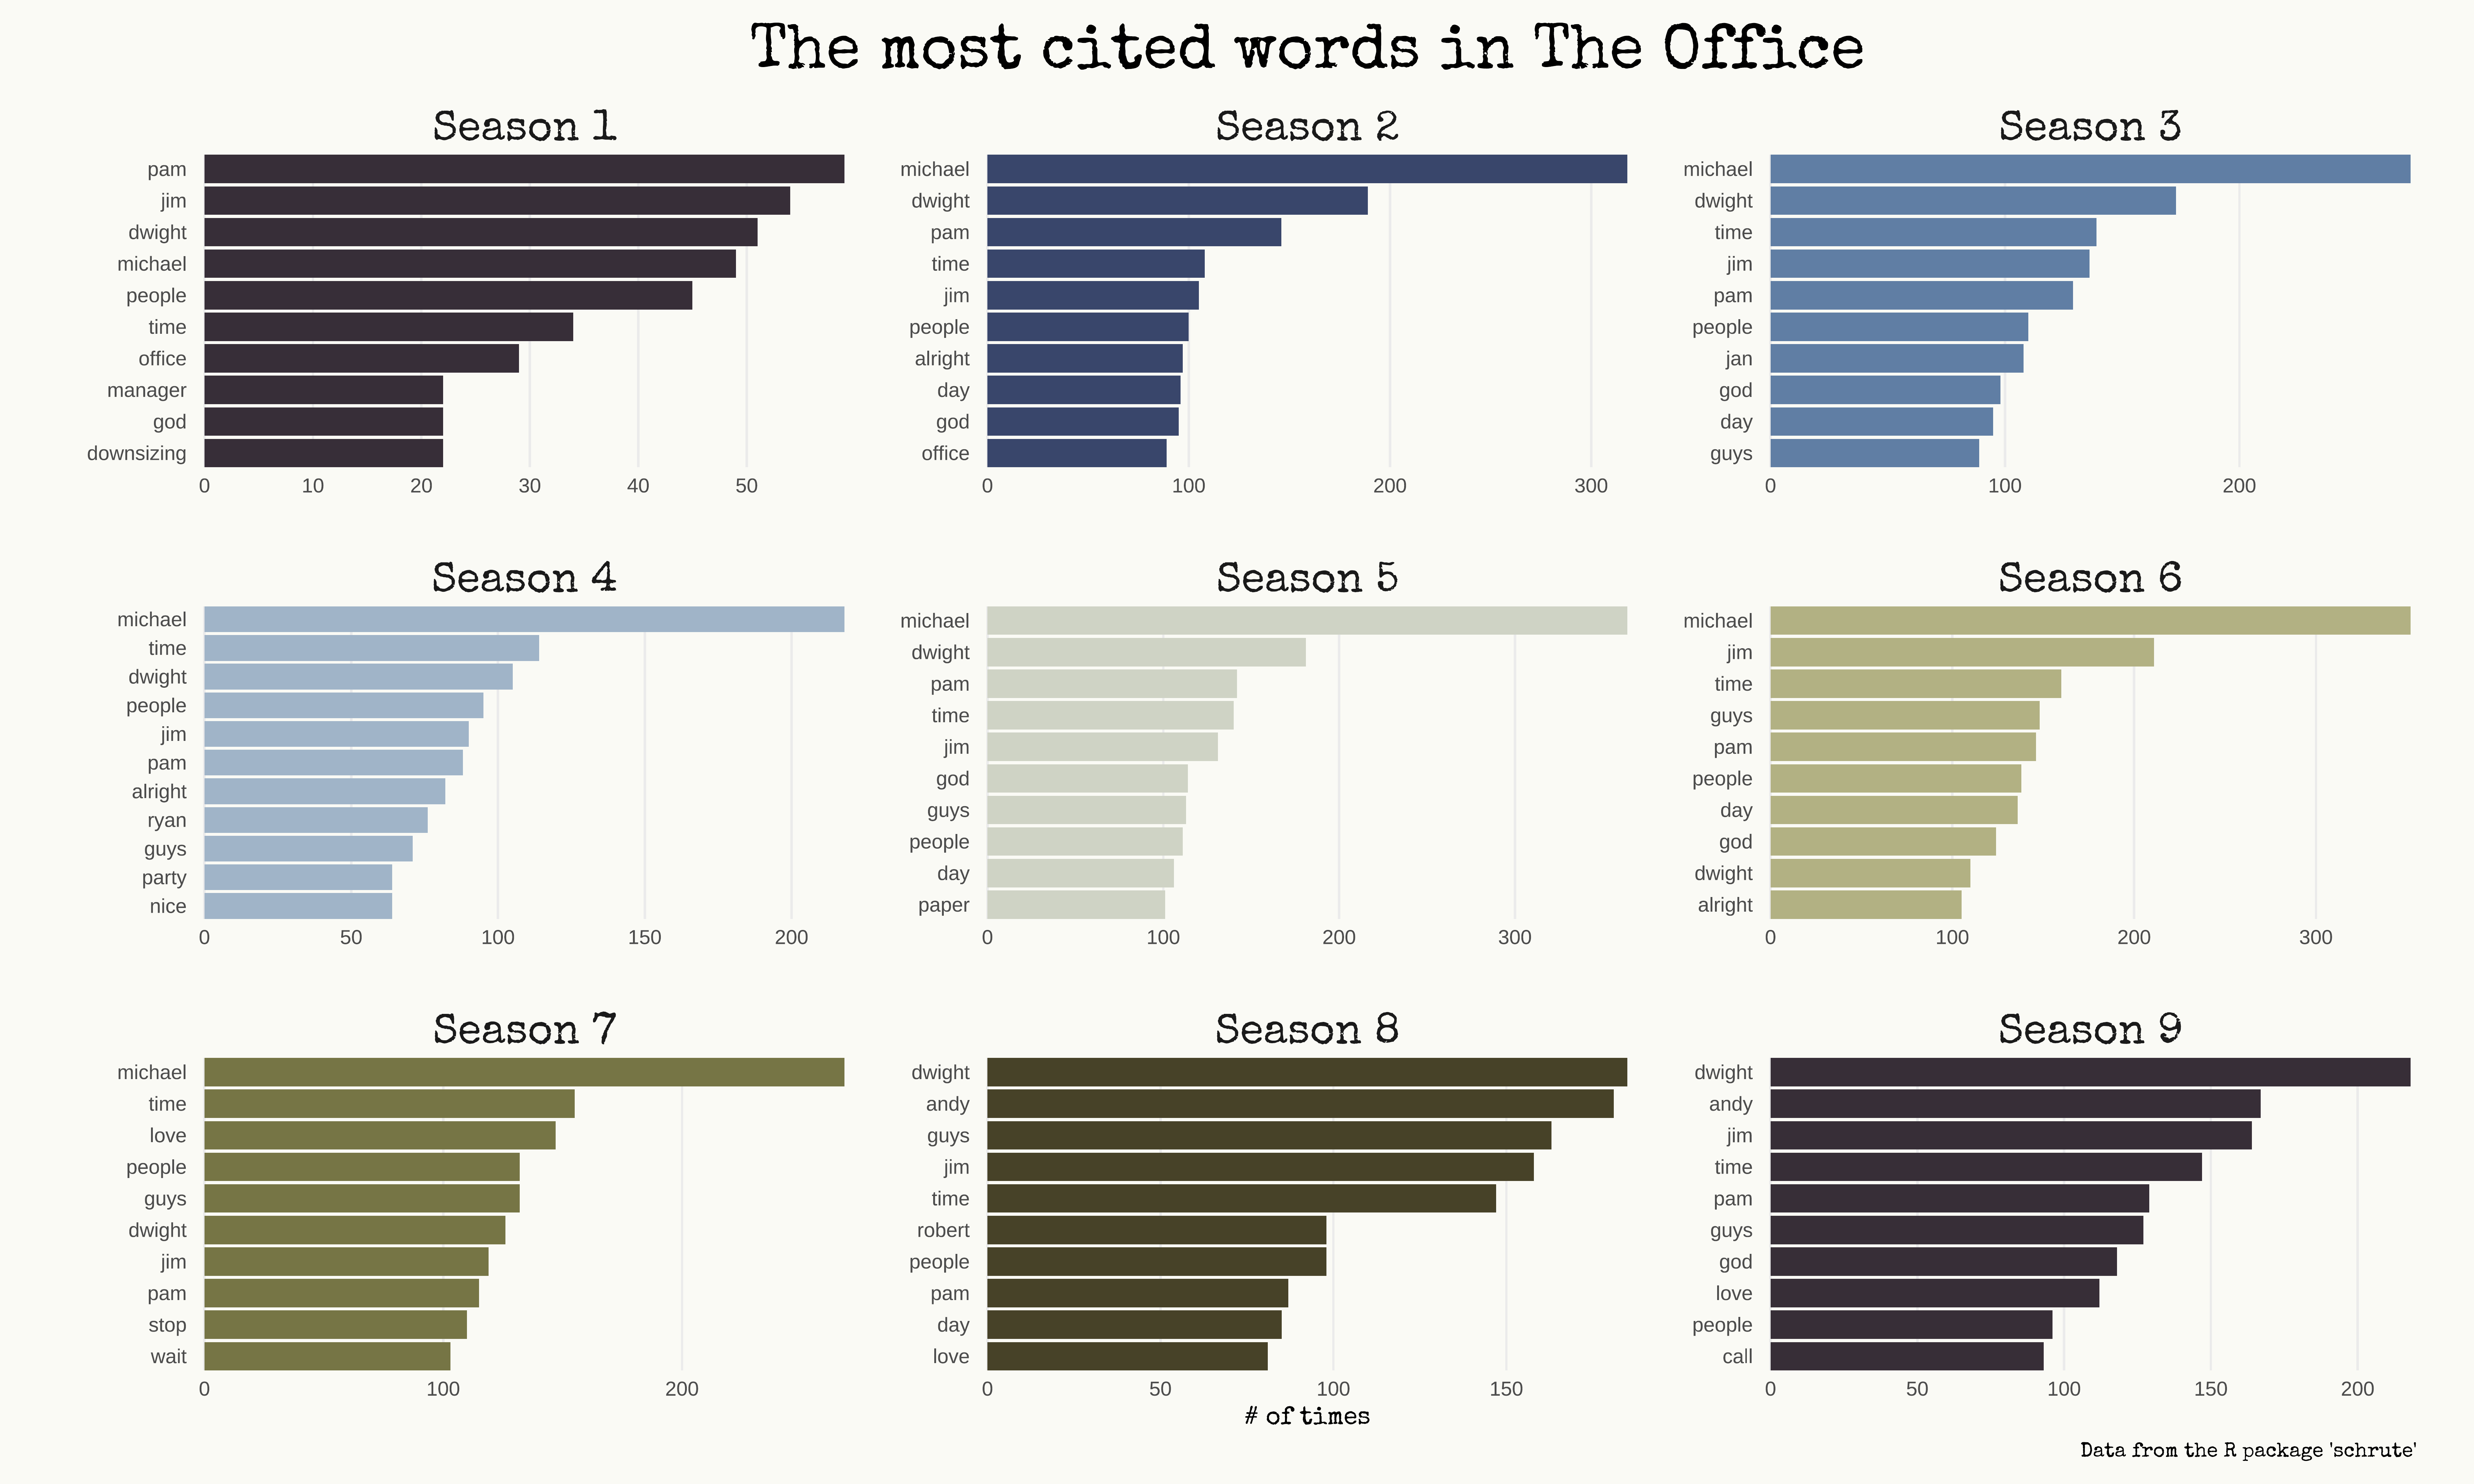 The most cited words in The Office
Season 1
pam
jim
dwight
michael
people
time
office
manager
god
downsizing
0 10 20 30 40 50
Season 2
michael
dwight
pam
time
jim
people
alright
day
god
office
0 100 200 300
Season 3
michael
dwight
time
jim
pam
people
jan
god
day
guys
0 100 200
Season 4
michael
time
dwight
people
jim
pam
alright
ryan
guys
party
nice
0 50 100 150 200
Season 5
michael
dwight
pam
time
jim
god
guys
people
day
paper
0 100 200 300
Season 6
michael
jim
time
guys
pam
people
day
god
dwight
alright
0 100 200 300
Season 7
michael
time
love
people
guys
dwight
jim
pam
stop
wait
0 100 200
Season 8
dwight
andy
guys
jim
time
robert
people
pam
day
love
0 50 100 150
Season 9
dwight
andy
jim
time
pam
guys
god
love
people
call
0 50 100 150 200
# of times
Data from the R package 'schrute'